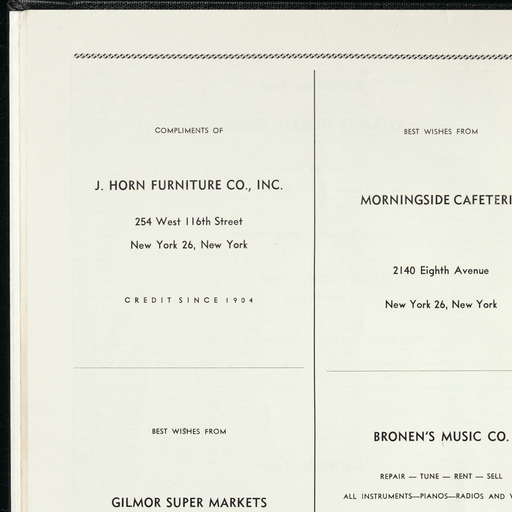 COMPLIMENTS OF
J. HORN FURNITURE CO., INC.
254 West 116th Street
New York 26, New York
CREDIT SINCE 1904
BEST WISHES FROM
MORNINGSIDE CAFETERI
2140 Eighth Avenue
New York 26, New York
BEST WISHES FROM
GILMOR SUPER MARKETS
BRONEN'S MUSIC CO.
REPAIR — TUNE — RENT — SELL
ALL INSTRUMENTS—PIANOS—RADIOS AND